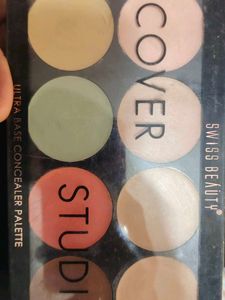 COVER
STUDI
SWISS BEAUTY
ULTRA BASE CONCEALER PALETTE